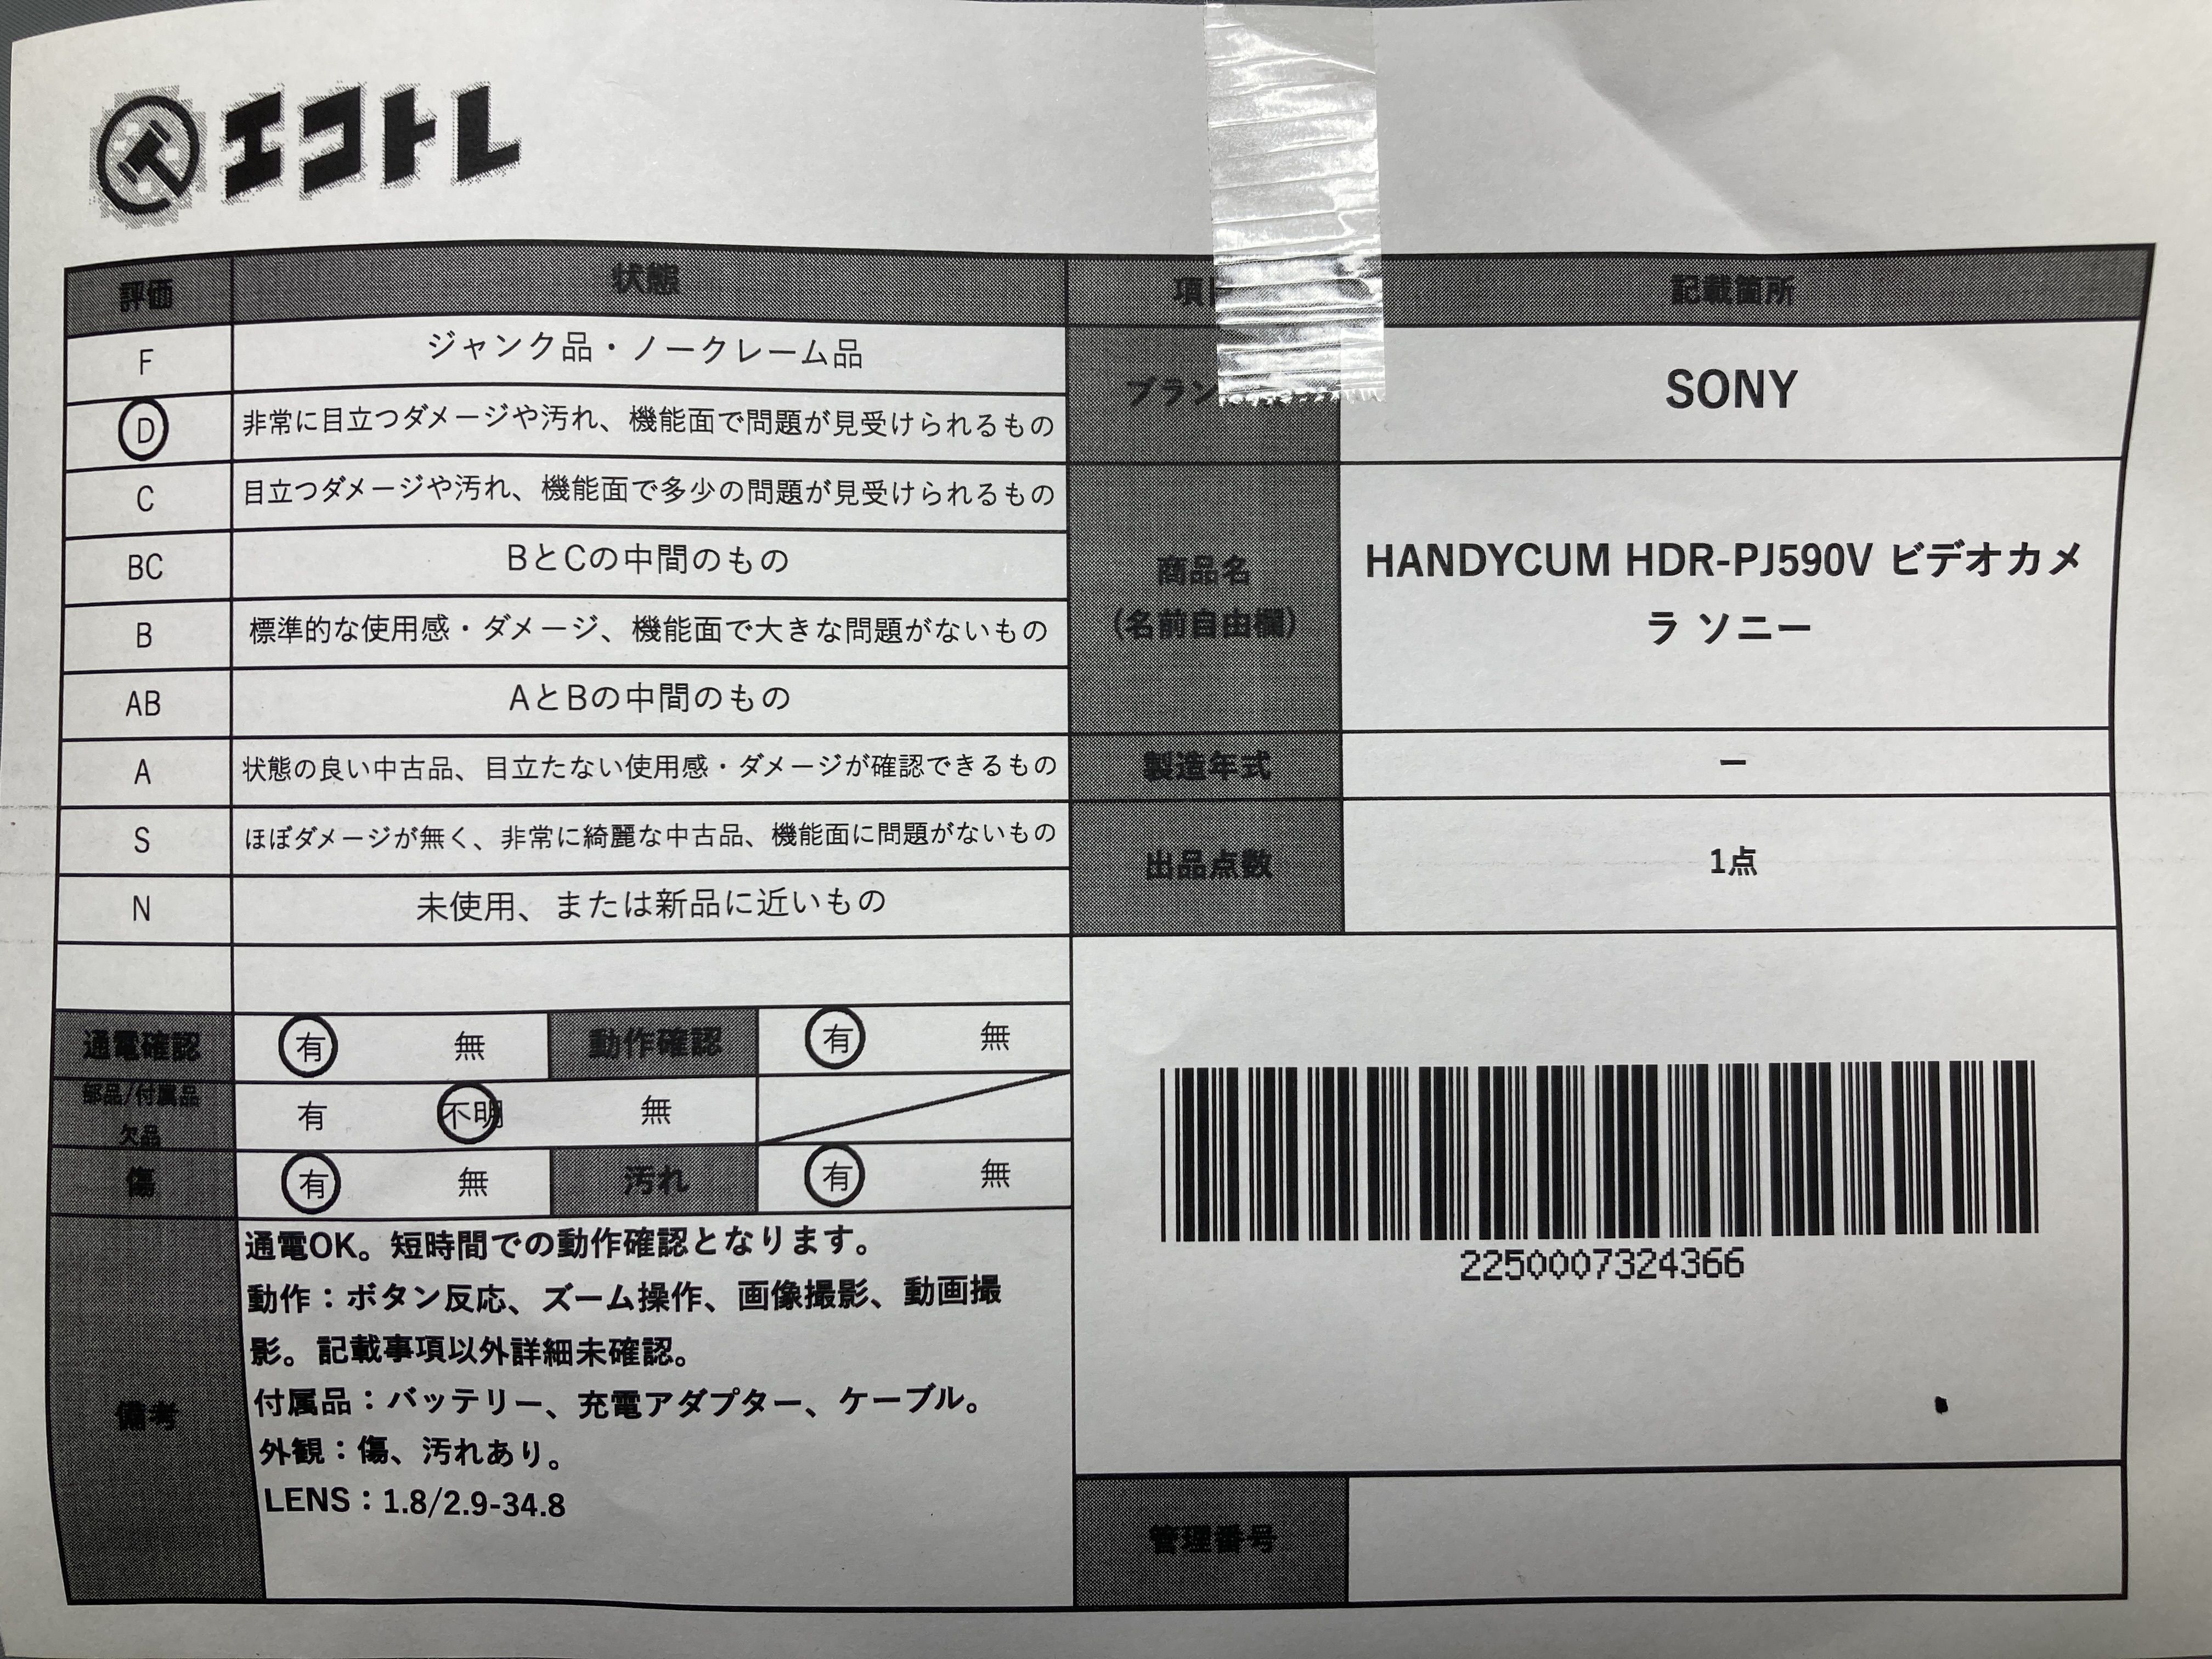 エコトレ
評価 状態
F ジャンク品・ノークレーム品
D 非常に目立つダメージや汚れ、機能面で問題が見受けられるもの
C 目立つダメージや汚れ、機能面で多少の問題が見受けられるもの
BC BとCの中間のもの
B 標準的な使用感・ダメージ、機能面で大きな問題がないもの
AB AとBの中間のもの
A 状態の良い中古品、目立たない使用感・ダメージが確認できるもの
S ほぼダメージが無く、非常に綺麗な中古品、機能面に問題がないもの
N 未使用、または新品に近いもの
通電確認 有 無 動作確認 有 無
部品/付属品
欠品 有 不明 無
傷 有 無 汚れ 有 無
備考
通電OK。短時間での動作確認となります。
動作：ボタン反応、ズーム操作、画像撮影、動画撮
影。記載事項以外詳細未確認。
付属品：バッテリー、充電アダプター、ケーブル。
外観：傷、汚れあり。
LENS：1.8/2.9-34.8
項 記載箇所
ブラン SONY
商品名
(名前自由欄)
HANDYCUM HDR-PJ590V ビデオカメ
ラ ソニー
製造年式 ー
出品点数 1点
2250007324366
管理番号